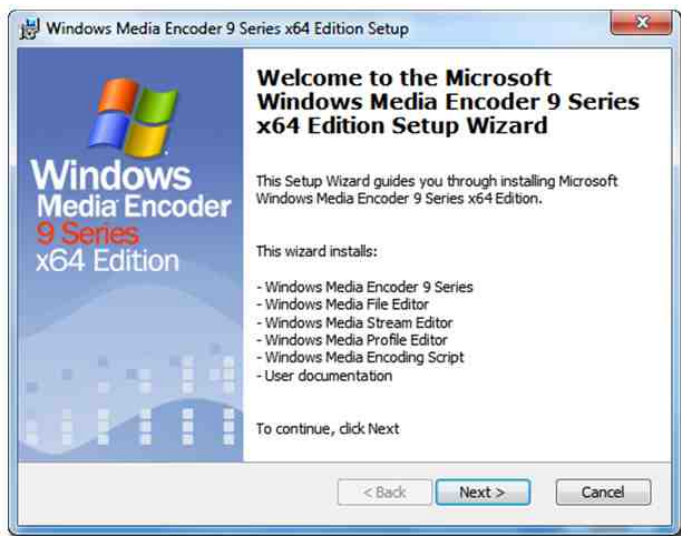 Windows Media Encoder 9 Series x64 Edition Setup
Windows
Media Encoder
9 Series
x64 Edition
Welcome to the Microsoft
Windows Media Encoder 9 Series
x64 Edition Setup Wizard
This Setup Wizard guides you through installing Microsoft
Windows Media Encoder 9 Series x64 Edition.
This wizard installs:
- Windows Media Encoder 9 Series
- Windows Media File Editor
- Windows Media Stream Editor
- Windows Media Profile Editor
- Windows Media Encoding Script
- User documentation
To continue, click Next
< Back Next > Cancel